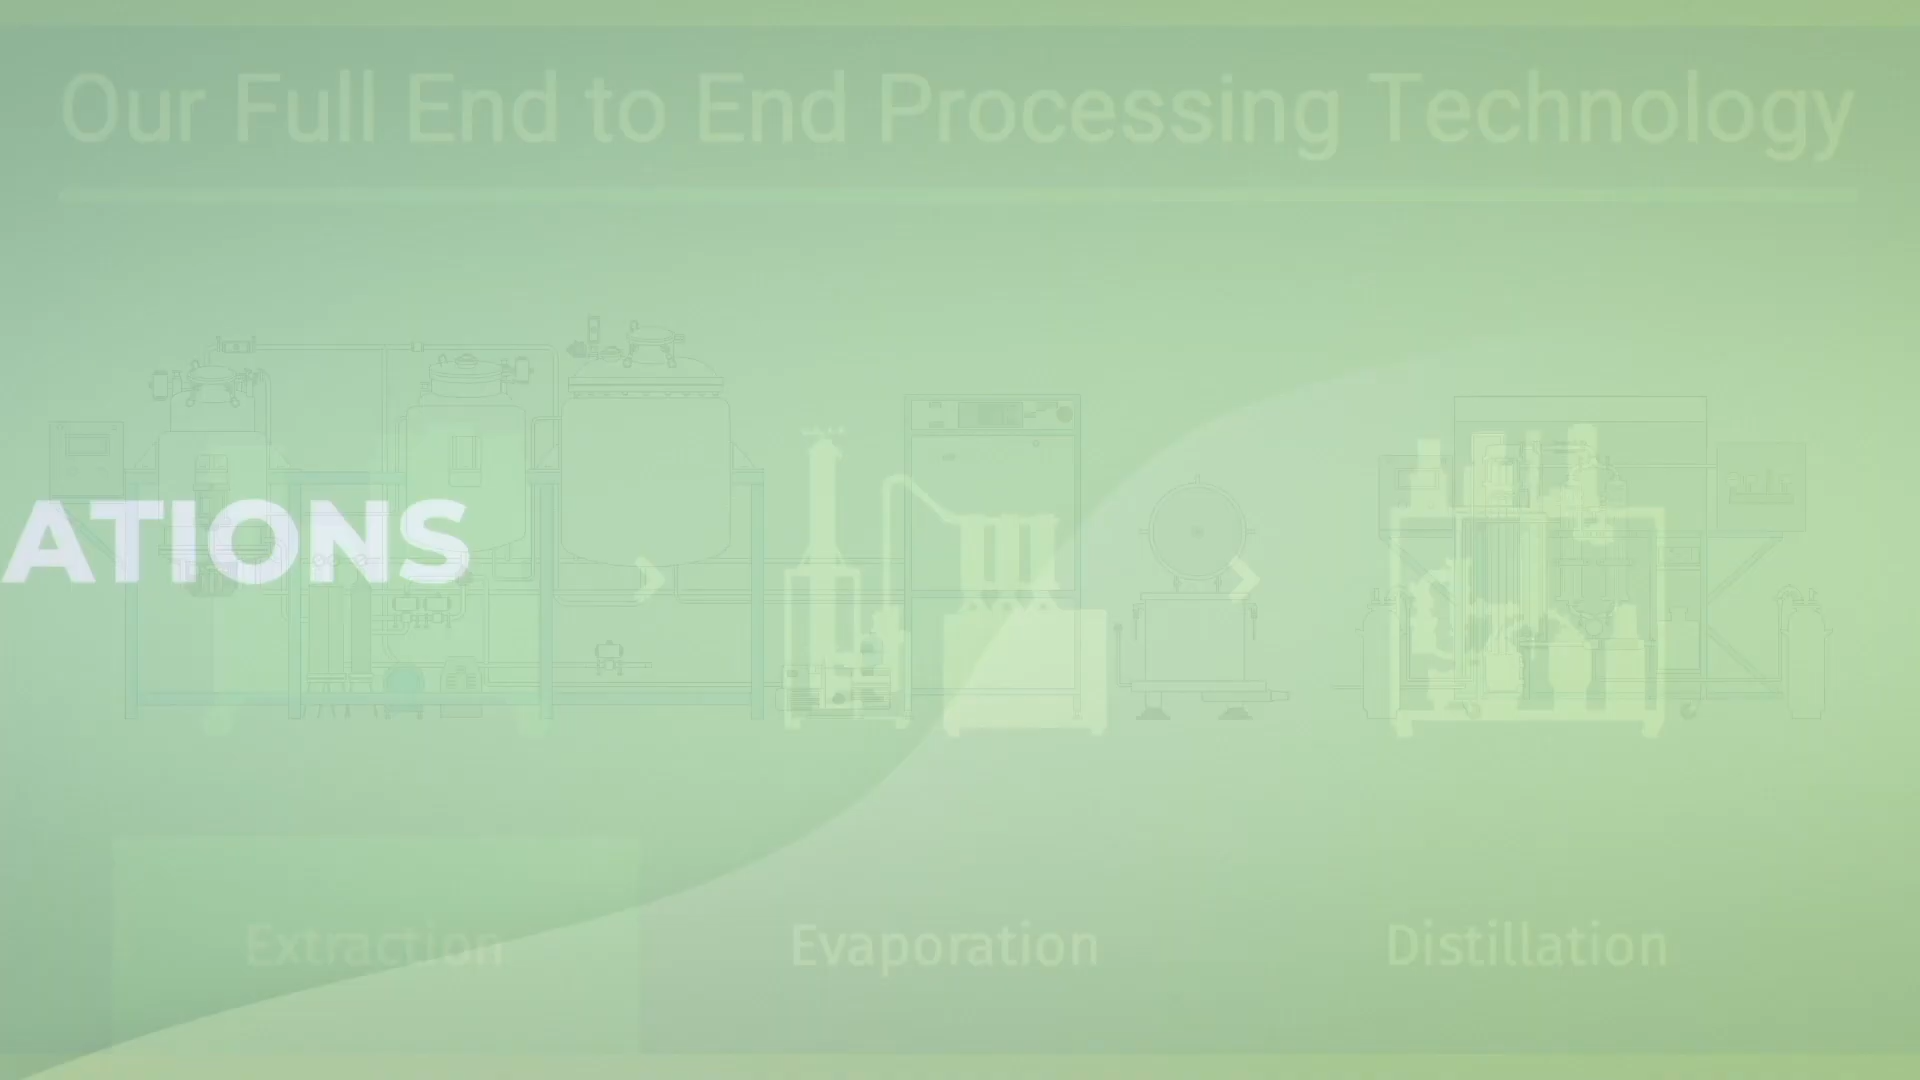 Our Full End to End Processing Technology
ATIONS
Extraction
Evaporation
Distillation